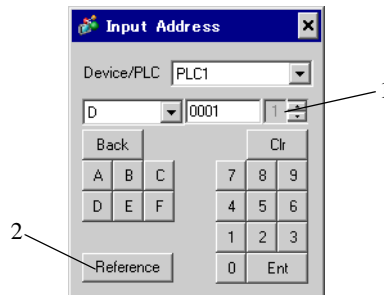 Input Address
Device/PLC PLC1
D 0001 1
1
Back Clr
A B C 7 8 9
D E F 4 5 6
1 2 3
2
Reference 0 Ent